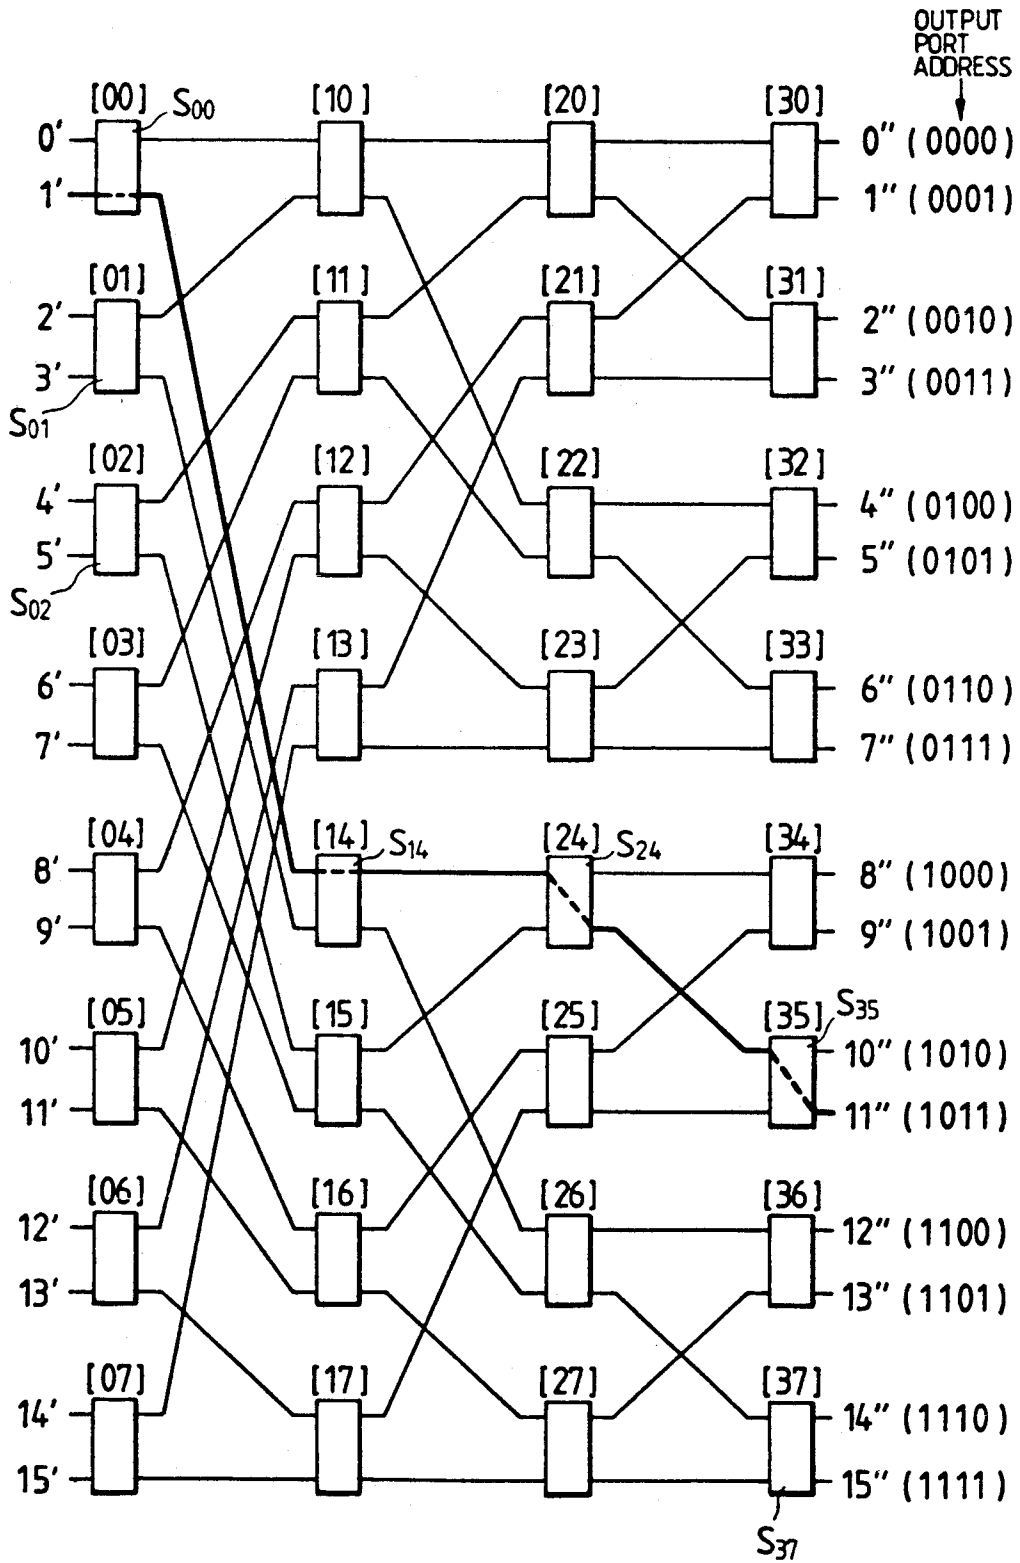 OUTPUT
PORT
ADDRESS
[00] S00 [10] [20] [30]
0' 0'' (0000)
1' 1'' (0001)
[01] [11] [21] [31]
2' 2'' (0010)
3' 3'' (0011)
S01
[02] [12] [22] [32]
4' 4'' (0100)
5' 5'' (0101)
S02
[03] [13] [23] [33]
6' 6'' (0110)
7' 7'' (0111)
[04] [14] S14 [24] S24 [34]
8' 8'' (1000)
9' 9'' (1001)
[05] [15] [25] [35] S35
10' 10'' (1010)
11' 11'' (1011)
[06] [16] [26] [36]
12' 12'' (1100)
13' 13'' (1101)
[07] [17] [27] [37]
14' 14'' (1110)
15' 15'' (1111)
S37